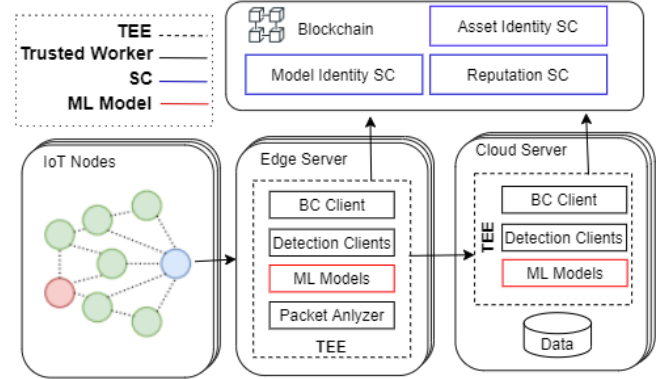 TEE
Trusted Worker
SC
ML Model
Blockchain
Asset Identity SC
Model Identity SC
Reputation SC
IoT Nodes
Edge Server
BC Client
Detection Clients
ML Models
Packet Anlyzer
TEE
Cloud Server
TEE
BC Client
Detection Clients
ML Models
Data